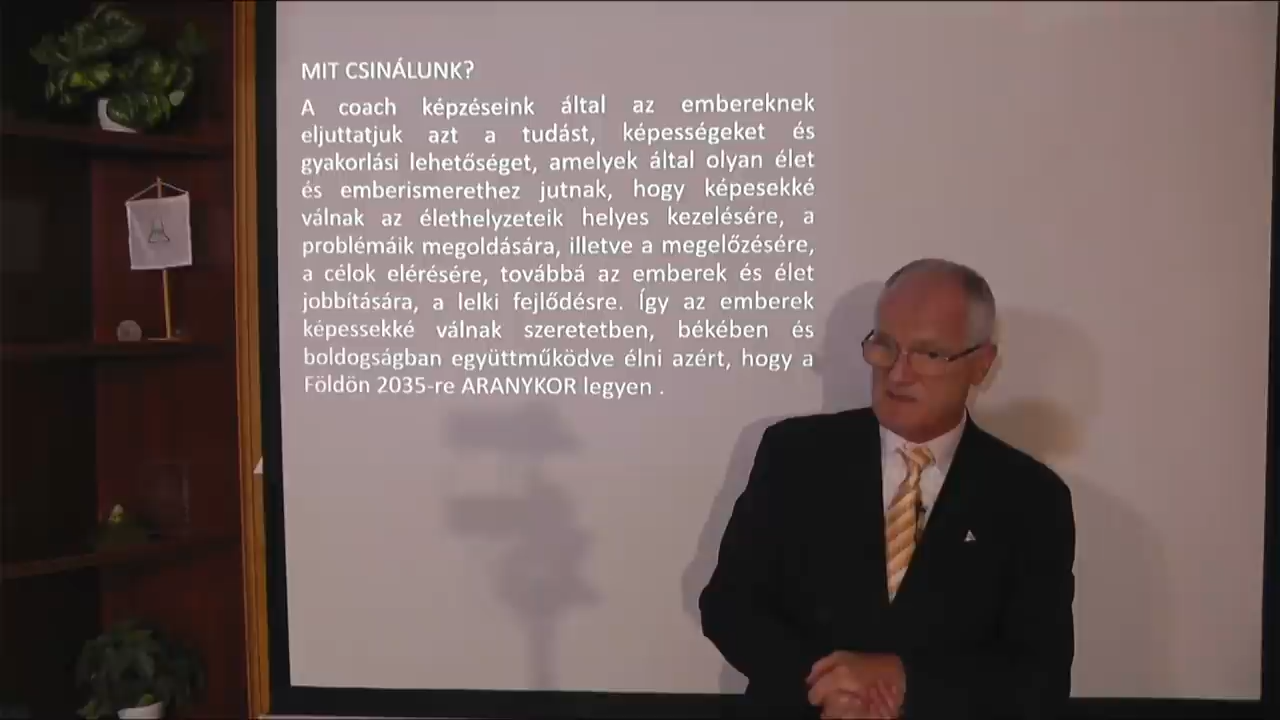 MIT CSINÁLUNK?
A coach képzéseink által az embereknek
eljuttatjuk azt a tudást, képességeket és
gyakorlási lehetőséget, amelyek által olyan élet
és emberismerethez jutnak, hogy képesekké
válnak az élethelyzeteik helyes kezelésére, a
problémáik megoldására, illetve a megelőzésére,
a célok elérésére, továbbá az emberek és élet
jobbítására, a lelki fejlődésre. Így az emberek
képessekké válnak szeretetben, békében és
boldogságban együttműködve élni azért, hogy a
Földön 2035-re ARANYKOR legyen .